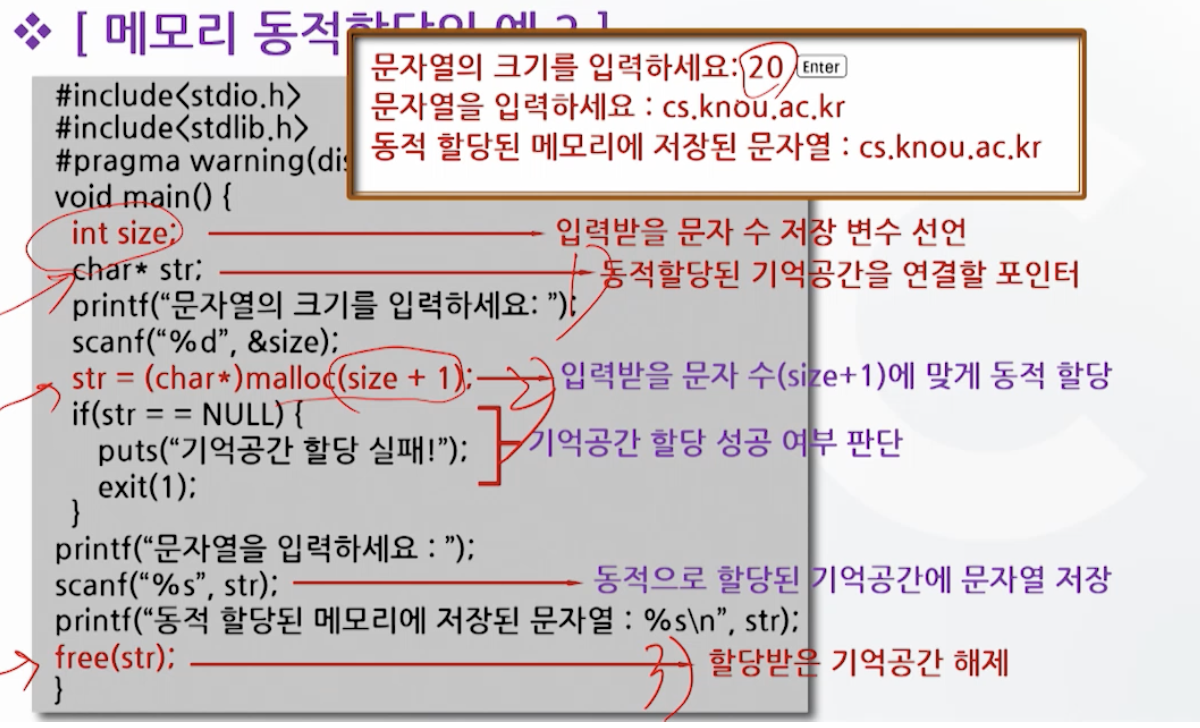 ❖ [ 메모리 동적할당의 예 2 ]
문자열의 크기를 입력하세요: 20 Enter
문자열을 입력하세요 : cs.knou.ac.kr
동적 할당된 메모리에 저장된 문자열 : cs.knou.ac.kr
#include<stdio.h>
#include<stdlib.h>
#pragma warning(dis
void main() {
int size; 입력받을 문자 수 저장 변수 선언
char* str; 동적할당된 기억공간을 연결할 포인터
printf(“문자열의 크기를 입력하세요: ”);
scanf(“%d”, &size);
str = (char*)malloc(size + 1); 입력받을 문자 수(size+1)에 맞게 동적 할당
if(str = = NULL) {
puts(“기억공간 할당 실패!”); 기억공간 할당 성공 여부 판단
exit(1);
}
printf(“문자열을 입력하세요 : ”);
scanf(“%s”, str); 동적으로 할당된 기억공간에 문자열 저장
printf(“동적 할당된 메모리에 저장된 문자열 : %s\n”, str);
free(str); 할당받은 기억공간 해제
}